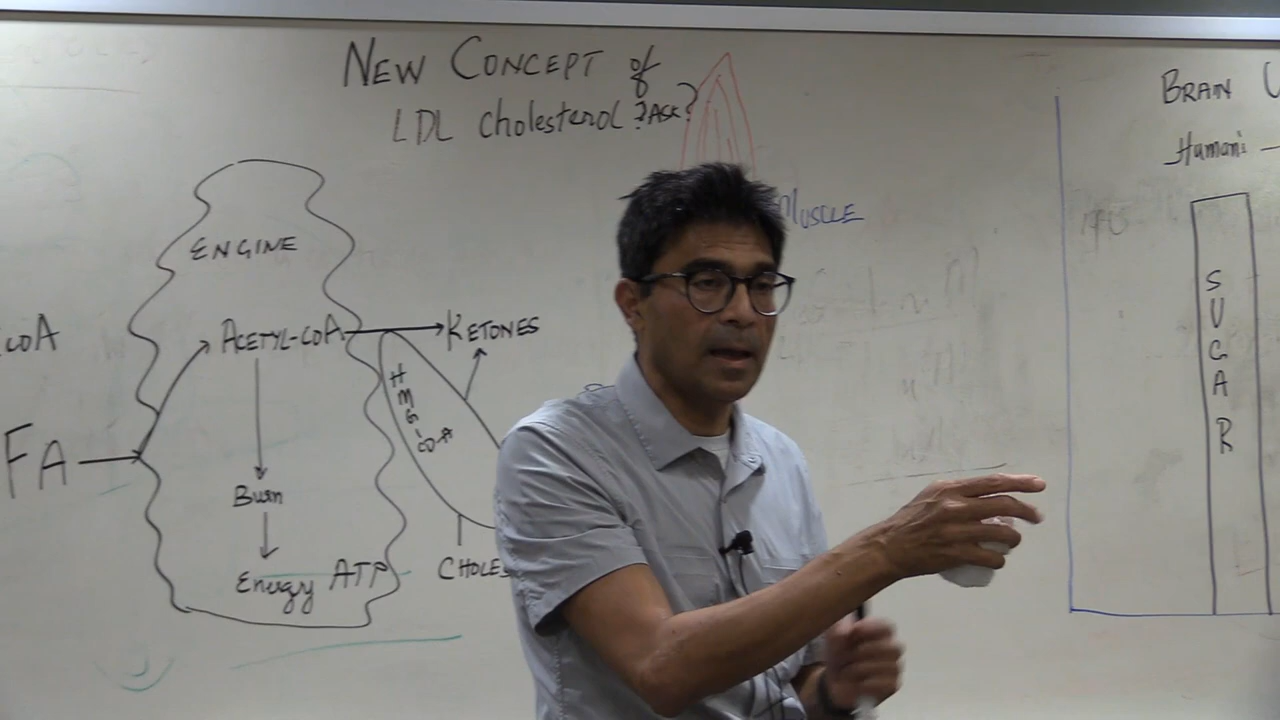 NEW CONCEPT of
LDL cholesterol ?ASK?
ENGINE
ACETYL-COA
KETONES
HMG-COA
COA
FA
Burn
Energy ATP
CHOLES
MUSCLE
BRAIN
Humani
SUGAR